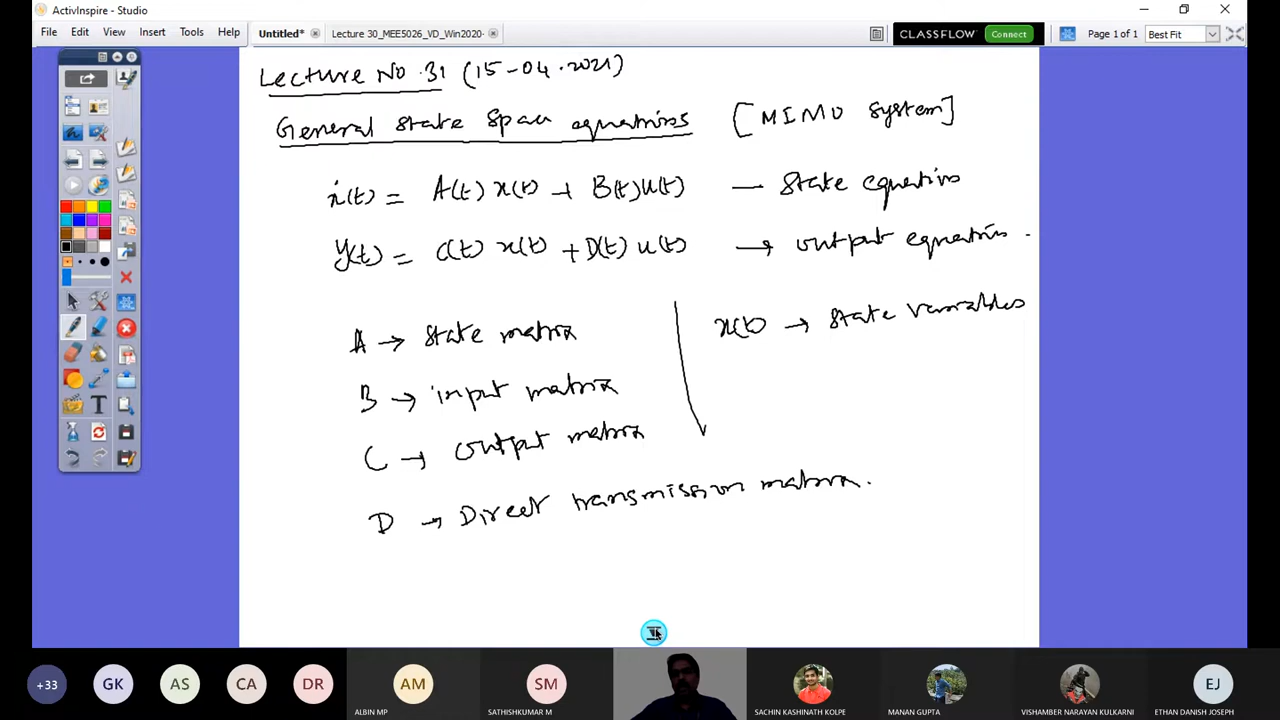 ActivInspire - Studio
File Edit View Insert Tools Help
Untitled* Lecture 30_MEE5026_VD_Win2020-
CLASSFLOW Connect
Page 1 of 1 Best Fit
Lecture No.31 (15-04.2021)
General state space equations [MIMO system]
ẋ(t) = A(t) x(t) + B(t)u(t) — State equation
y(t) = C(t) x(t) + D(t) u(t) → output equation.
A → State matrix
x(t) → State variables
B → input matrix
C → output matrix
D → Direct transmission matrix.
T
+33 GK AS CA DR AM SM EJ
ALBIN MP SATHISHKUMAR M SACHIN KASHINATH KOLPE MANAN GUPTA VISHAMBER NARAYAN KULKARNI ETHAN DANISH JOSEPH